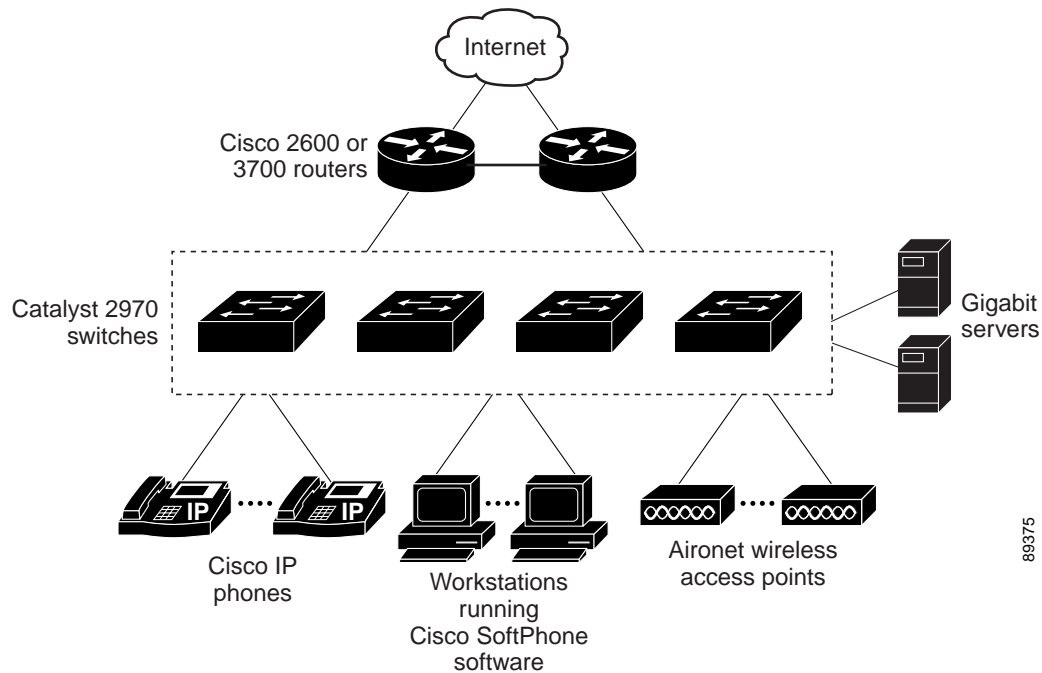 Internet
Cisco 2600 or
3700 routers
Catalyst 2970
switches
Gigabit
servers
IP
IP
Cisco IP
phones
Workstations
running
Cisco SoftPhone
software
Aironet wireless
access points
89375